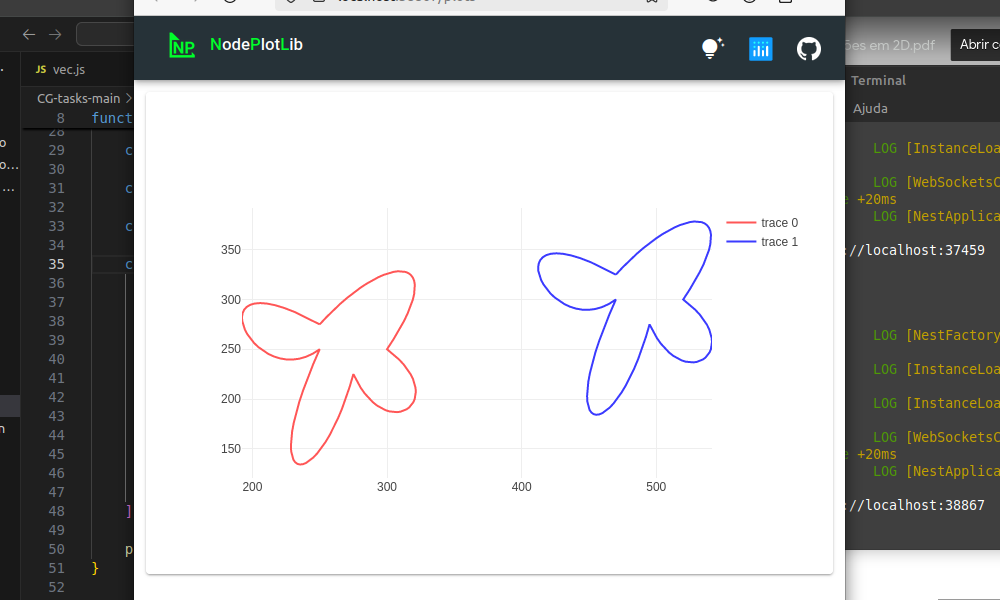 NodePlotLib
NP
JS vec.js
CG-tasks-main >
8 funct
28
29 c
30
31 c
32
33 c
34
35 c
36
37
38
39
40
41
42
43
44
45
46
47
48 ]
49
50 p
51 }
52
350
300
250
200
150
200
300
400
500
trace 0
trace 1
ões em 2D.pdf
Abrir c
Terminal
Ajuda
LOG [InstanceLoa
LOG [WebSocketsC
+20ms
LOG [NestApplica
://localhost:37459
LOG [NestFactory
LOG [InstanceLoa
LOG [InstanceLoa
LOG [WebSocketsC
+20ms
LOG [NestApplica
://localhost:38867